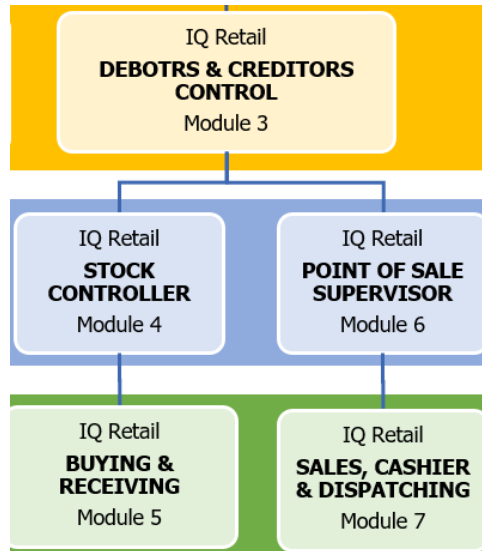 IQ Retail
DEBOTRS & CREDITORS
CONTROL
Module 3
IQ Retail
STOCK
CONTROLLER
Module 4
IQ Retail
POINT OF SALE
SUPERVISOR
Module 6
IQ Retail
BUYING &
RECEIVING
Module 5
IQ Retail
SALES, CASHIER
& DISPATCHING
Module 7